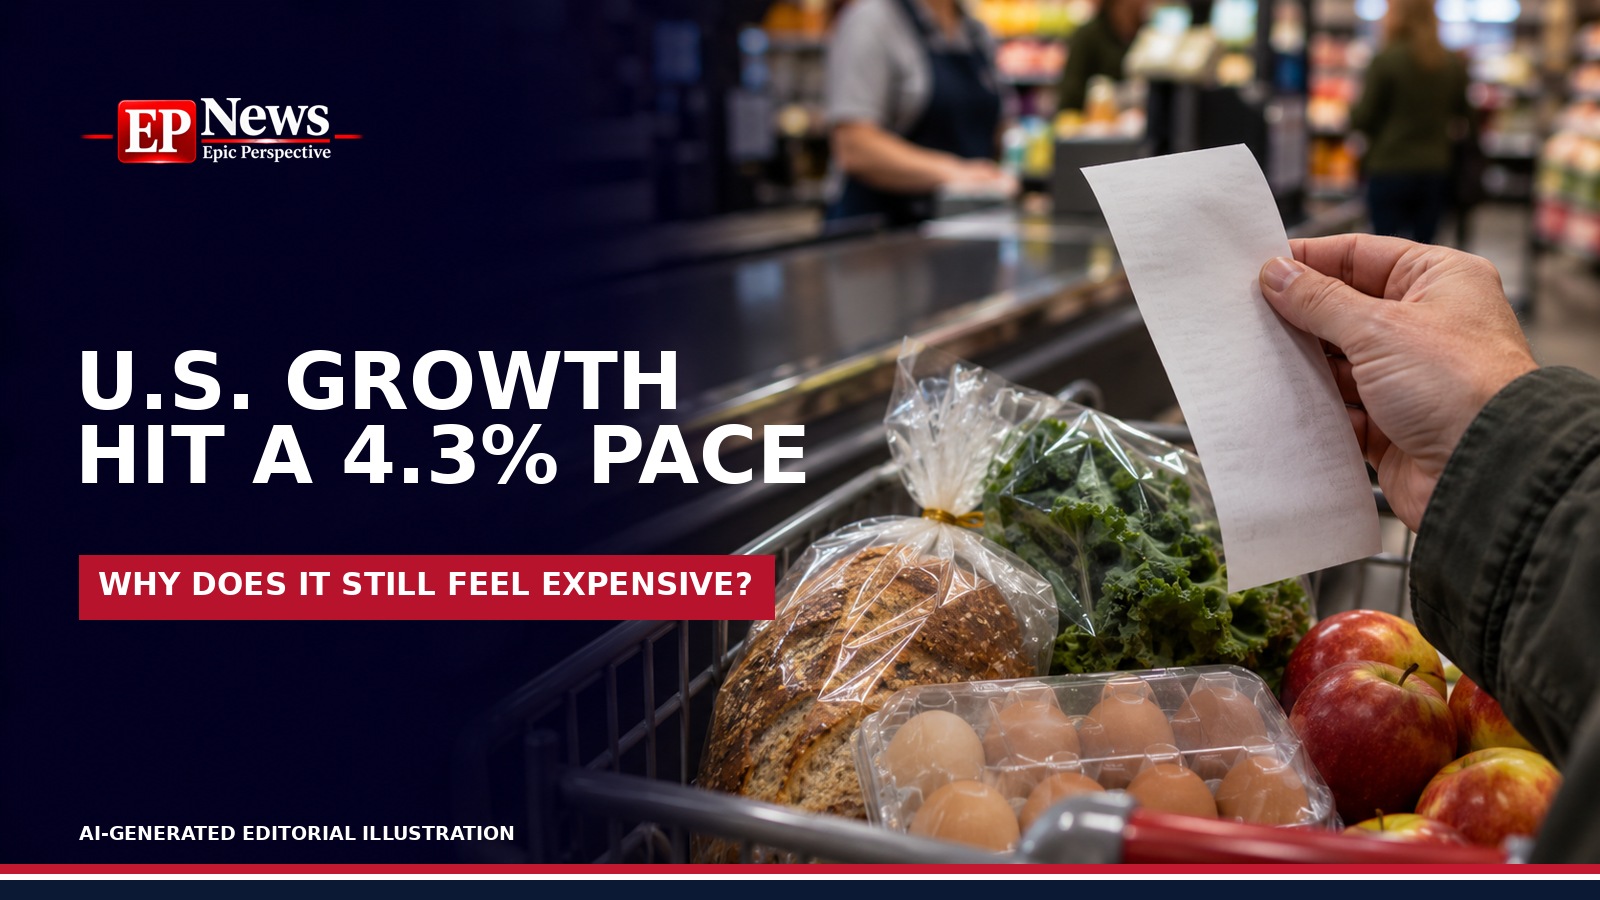 EP News
Epic Perspective
U.S. GROWTH
HIT A 4.3% PACE
WHY DOES IT STILL FEEL EXPENSIVE?
AI-GENERATED EDITORIAL ILLUSTRATION